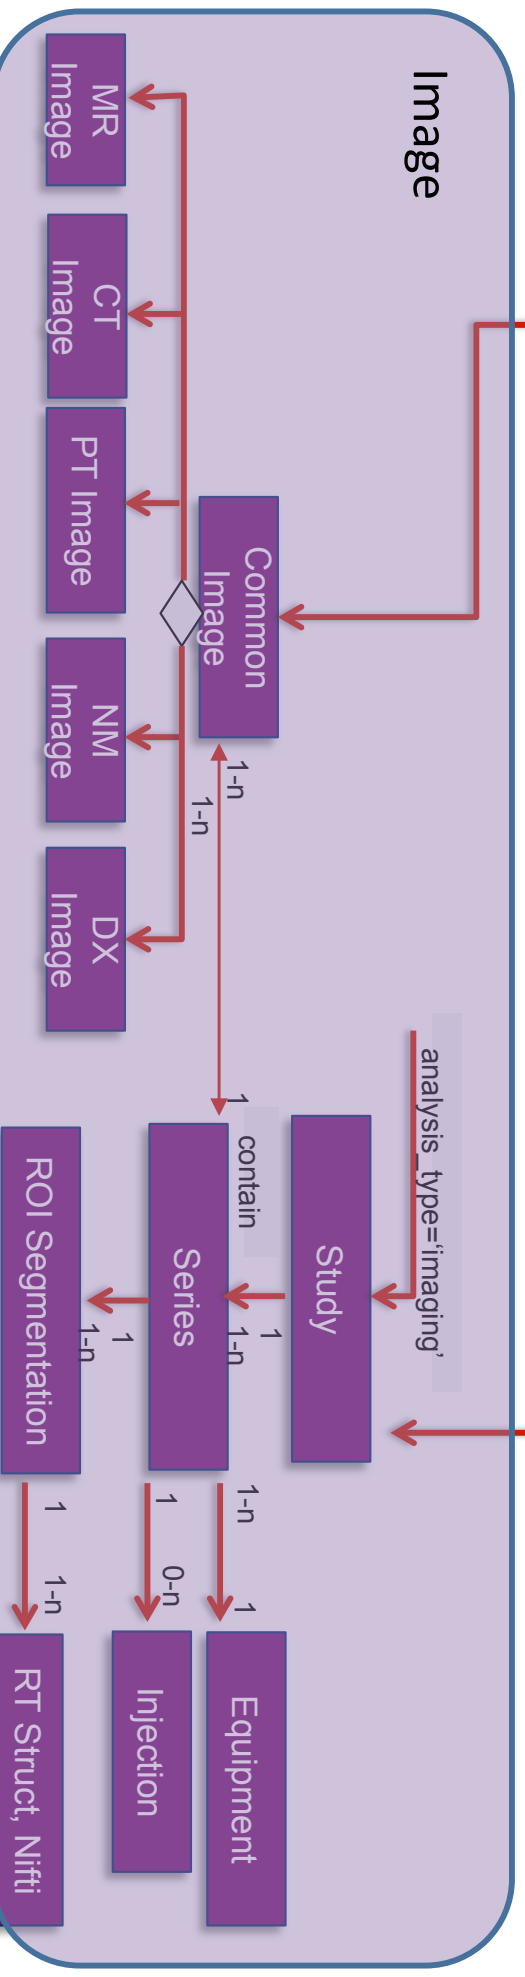 Image
analysis_type='imaging'
Study
1
1-n
contain
Common
Image
1-n
1-n
1
Series
1-n
1
Equipment
1
0-n
Injection
1
1-n
MR
Image
CT
Image
PT Image
NM
Image
DX
Image
ROI Segmentation
1
1-n
RT Struct, Nifti